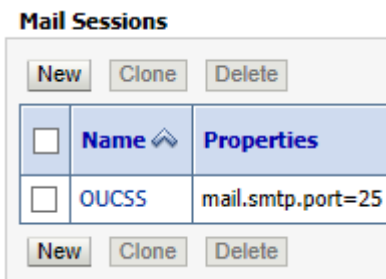 Mail Sessions
New Clone Delete
Name Properties
OUCSS mail.smtp.port=25
New Clone Delete